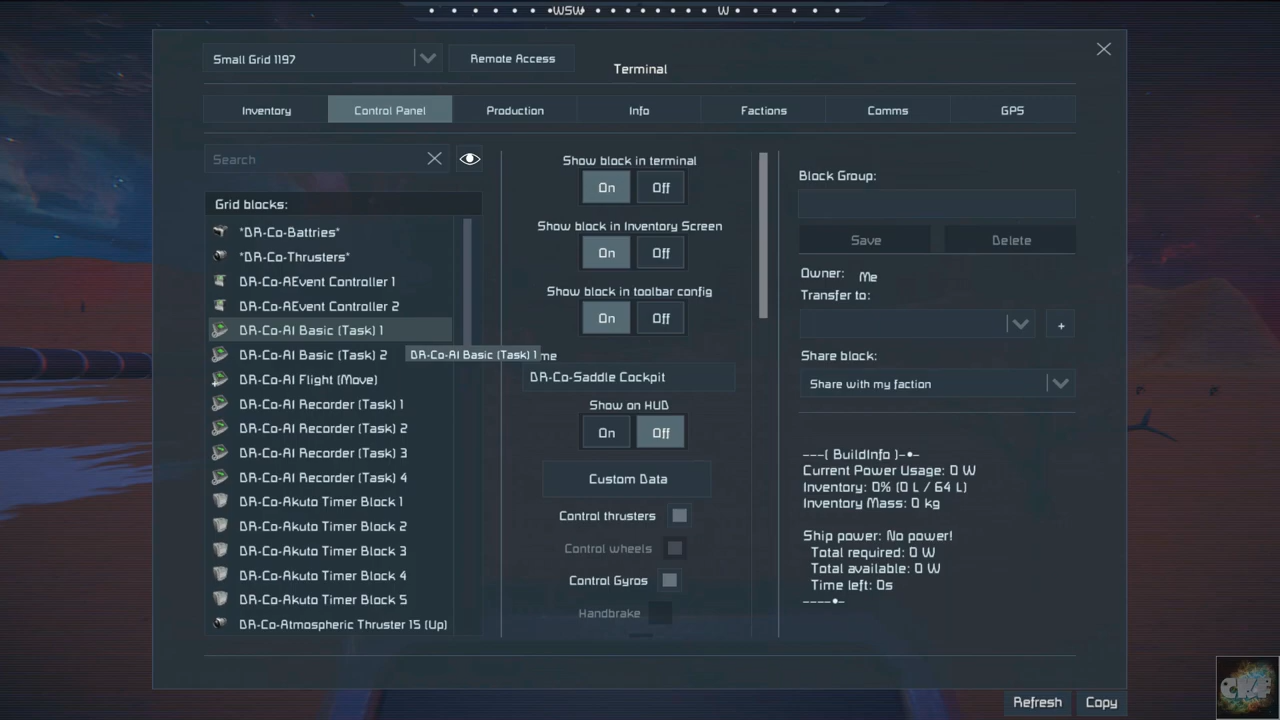 WSW
W
Small Grid 1197
Remote Access
Terminal
Inventory
Control Panel
Production
Info
Factions
Comms
GPS
Search
Grid blocks:
*DR-Co-Battries*
*DR-Co-Thrusters*
DR-Co-AEvent Controller 1
DR-Co-AEvent Controller 2
DR-Co-AI Basic (Task) 1
DR-Co-AI Basic (Task) 2
DR-Co-AI Basic (Task) 1
DR-Co-AI Flight (Move)
DR-Co-AI Recorder (Task) 1
DR-Co-AI Recorder (Task) 2
DR-Co-AI Recorder (Task) 3
DR-Co-AI Recorder (Task) 4
DR-Co-Akuto Timer Block 1
DR-Co-Akuto Timer Block 2
DR-Co-Akuto Timer Block 3
DR-Co-Akuto Timer Block 4
DR-Co-Akuto Timer Block 5
DR-Co-Atmospheric Thruster 15 (Up)
Show block in terminal
On Off
Show block in Inventory Screen
On Off
Show block in toolbar config
On Off
me
DR-Co-Saddle Cockpit
Show on HUD
On Off
Custom Data
Control thrusters
Control wheels
Control Gyros
Handbrake
Block Group:
Save
Delete
Owner: Me
Transfer to:
+
Share block:
Share with my faction
---( BuildInfo )-•-
Current Power Usage: 0 W
Inventory: 0% (0 L / 64 L)
Inventory Mass: 0 kg
Ship power: No power!
Total required: 0 W
Total available: 0 W
Time left: 0s
----•-
Refresh
Copy